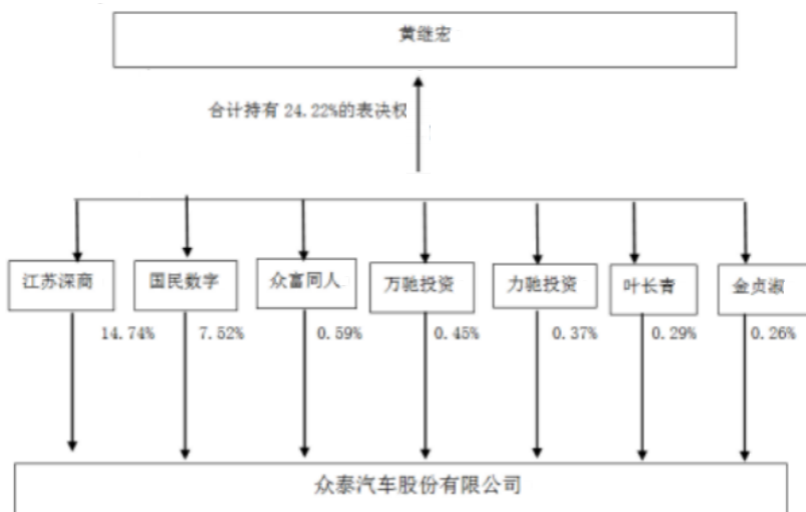 黄继宏
合计持有 24.22%的表决权
江苏深商
国民数字
众富同人
万驰投资
力驰投资
叶长青
金贞淑
14.74%
7.52%
0.59%
0.45%
0.37%
0.29%
0.26%
众泰汽车股份有限公司